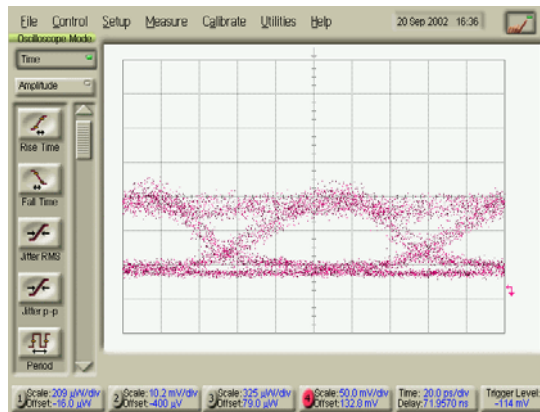 File Control Setup Measure Calibrate Utilities Help 20 Sep 2002 16:36
Oscilloscope Mode
Time
Amplitude
Rise Time
Fall Time
Jitter RMS
Jitter p-p
Period
1 Scale:209 µW/div 2 Scale:10.2 mV/div 3 Scale:325 µW/div 4 Scale:50.0 mV/div Time: 20.0 ps/div Trigger Level:
Offset:-16.0 µW Offset:-400 µV Offset:79.0 µW Offset:132.8 mV Delay:71.9570 ns -114 mV